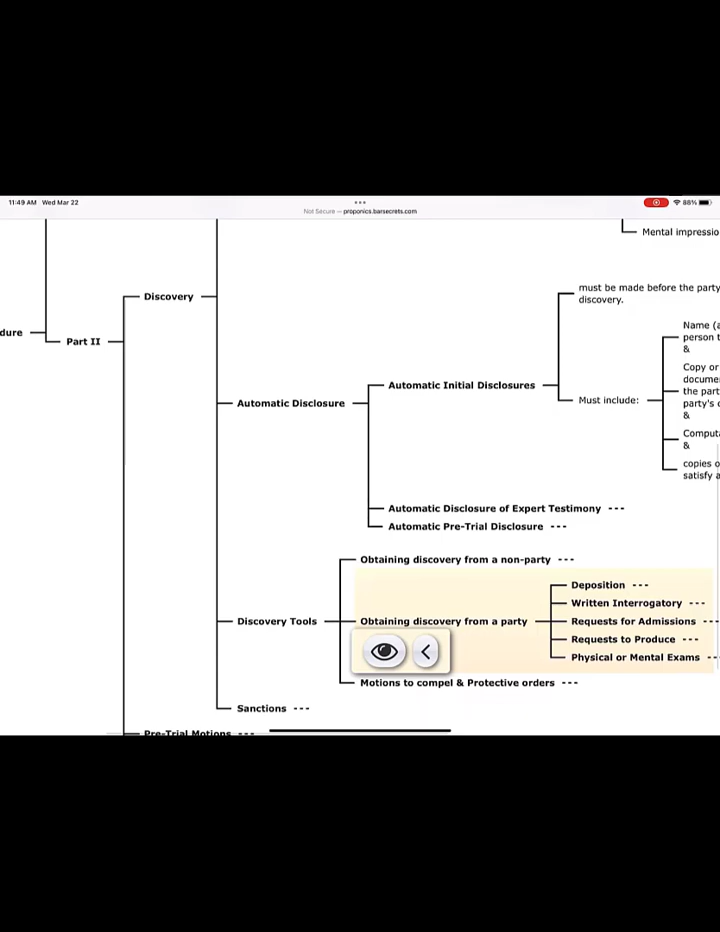 11:49 AM Wed Mar 22
88%
Not Secure — proponics.barsecrets.com
Mental impressio
must be made before the party
discovery.
Discovery
Name (a
person t
&
dure
Part II
Copy or
docume
the part
party's c
&
Automatic Initial Disclosures
Must include:
Automatic Disclosure
Computa
&
copies o
satisfy a
Automatic Disclosure of Expert Testimony ---
Automatic Pre-Trial Disclosure ---
Obtaining discovery from a non-party ---
Deposition ---
Written Interrogatory ---
Discovery Tools
Obtaining discovery from a party
Requests for Admissions ---
Requests to Produce ---
Physical or Mental Exams --
Motions to compel & Protective orders ---
Sanctions ---
Pre-Trial Motions ---